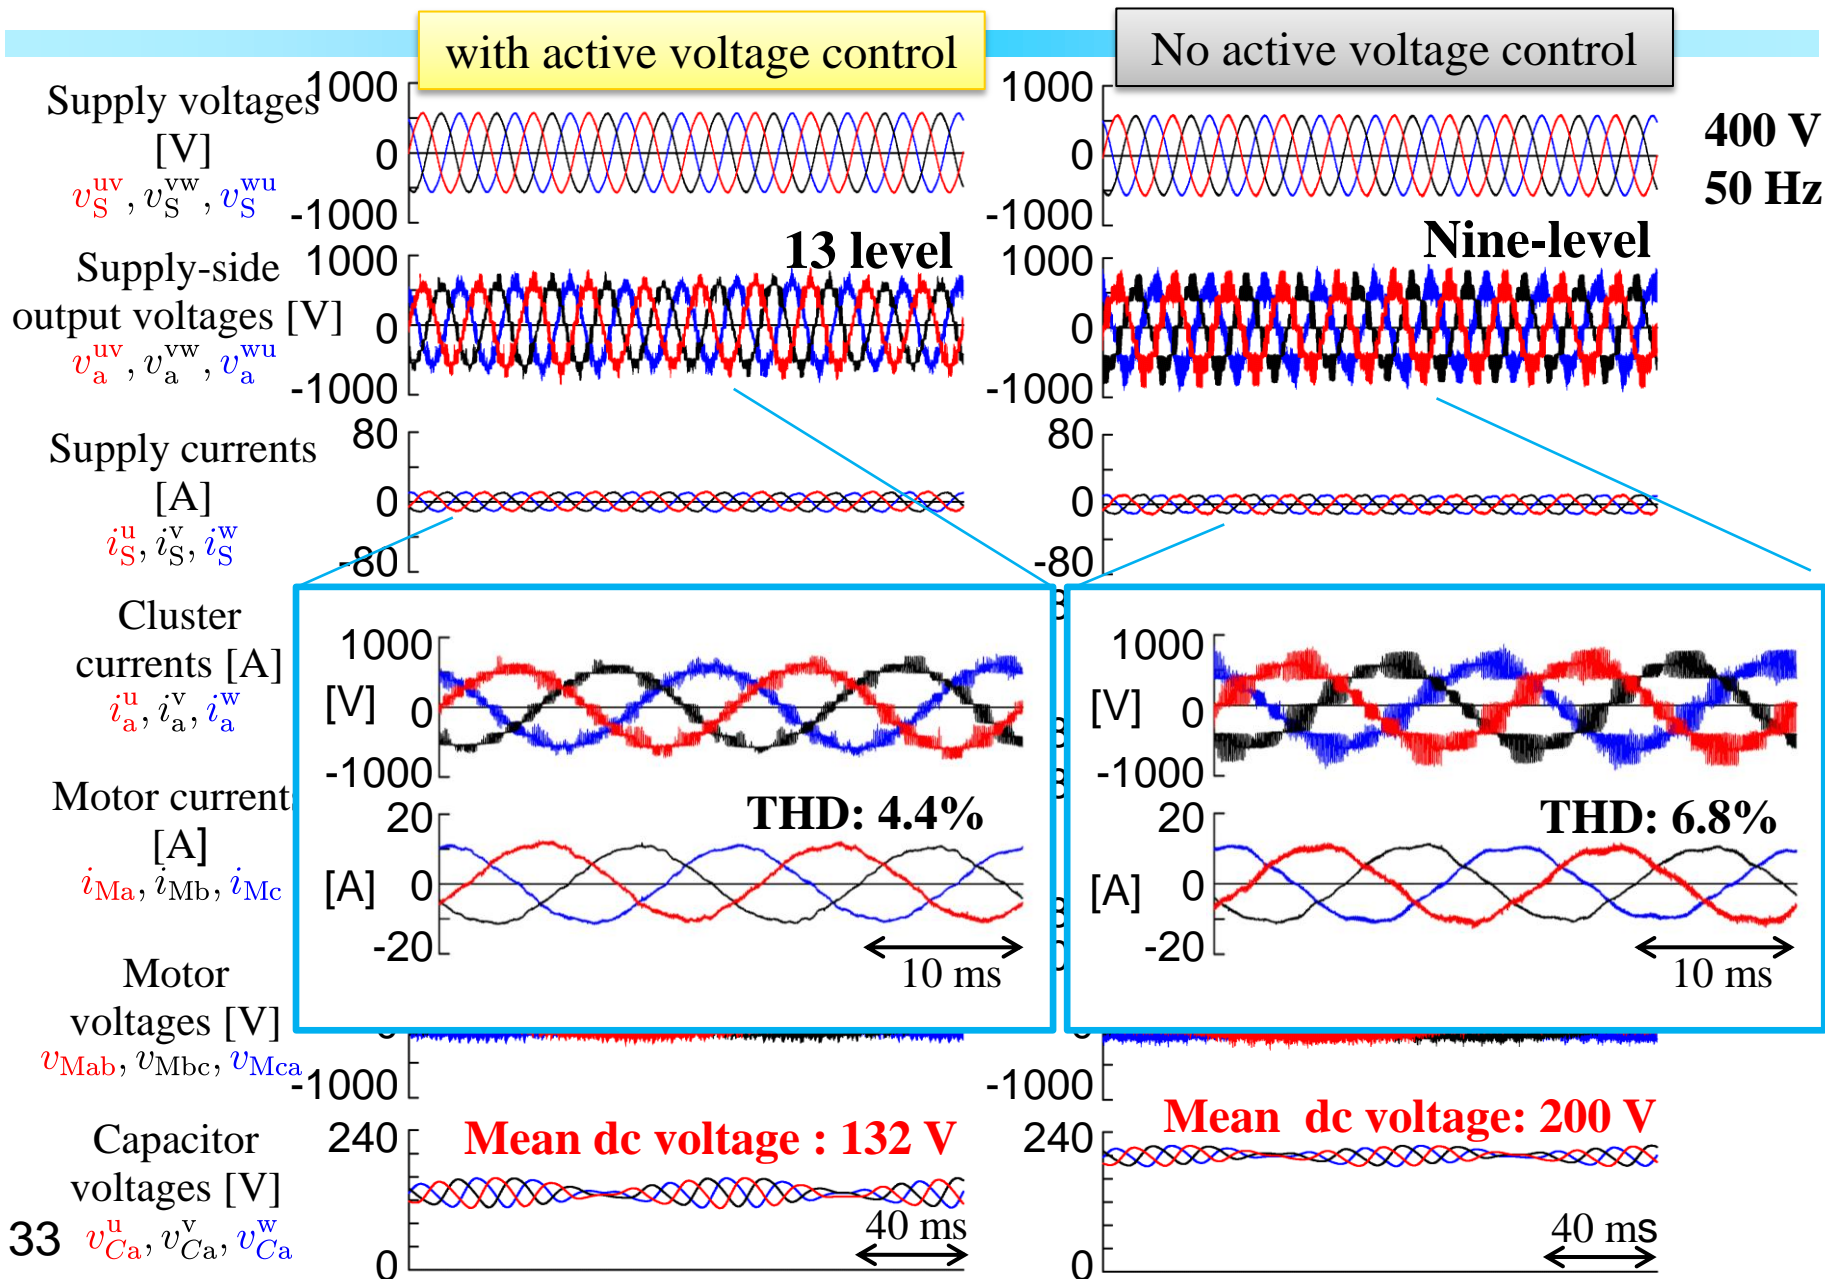 with active voltage control
No active voltage control
Supply voltages
[V]
v_S^uv, v_S^vw, v_S^wu
1000
0
-1000
1000
0
-1000
400 V
50 Hz
Supply-side
output voltages [V]
v_a^uv, v_a^vw, v_a^wu
1000
0
-1000
13 level
1000
0
-1000
Nine-level
Supply currents
[A]
i_S^u, i_S^v, i_S^w
80
0
-80
80
0
-80
Cluster
currents [A]
i_a^u, i_a^v, i_a^w
1000
[V] 0
-1000
1000
[V] 0
-1000
Motor currents
[A]
i_Ma, i_Mb, i_Mc
THD: 4.4%
20
[A] 0
-20
10 ms
THD: 6.8%
20
[A] 0
-20
10 ms
Motor
voltages [V]
v_Mab, v_Mbc, v_Mca
-1000
-1000
Capacitor
voltages [V]
v_Ca^u, v_Ca^v, v_Ca^w
240
0
Mean dc voltage : 132 V
40 ms
240
0
Mean dc voltage: 200 V
40 ms
33